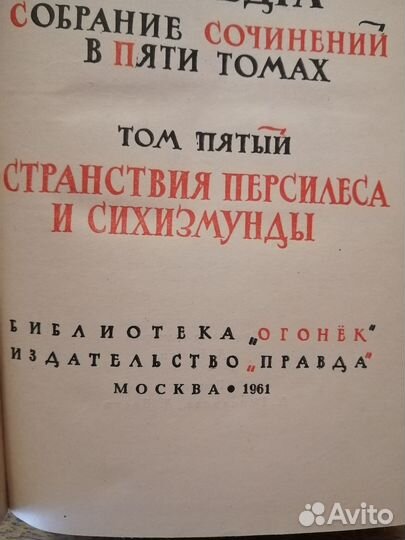 СОБРАНИЕ СОЧИНЕНИЙ
В ПЯТИ ТОМАХ
ТОМ ПЯТЫЙ
СТРАНСТВИЯ ПЕРСИЛЕСА
И СИХИЗМУНДЫ
БИБЛИОТЕКА „ОГОНЁК“
ИЗДАТЕЛЬСТВО „ПРАВДА“
МОСКВА • 1961
Avito